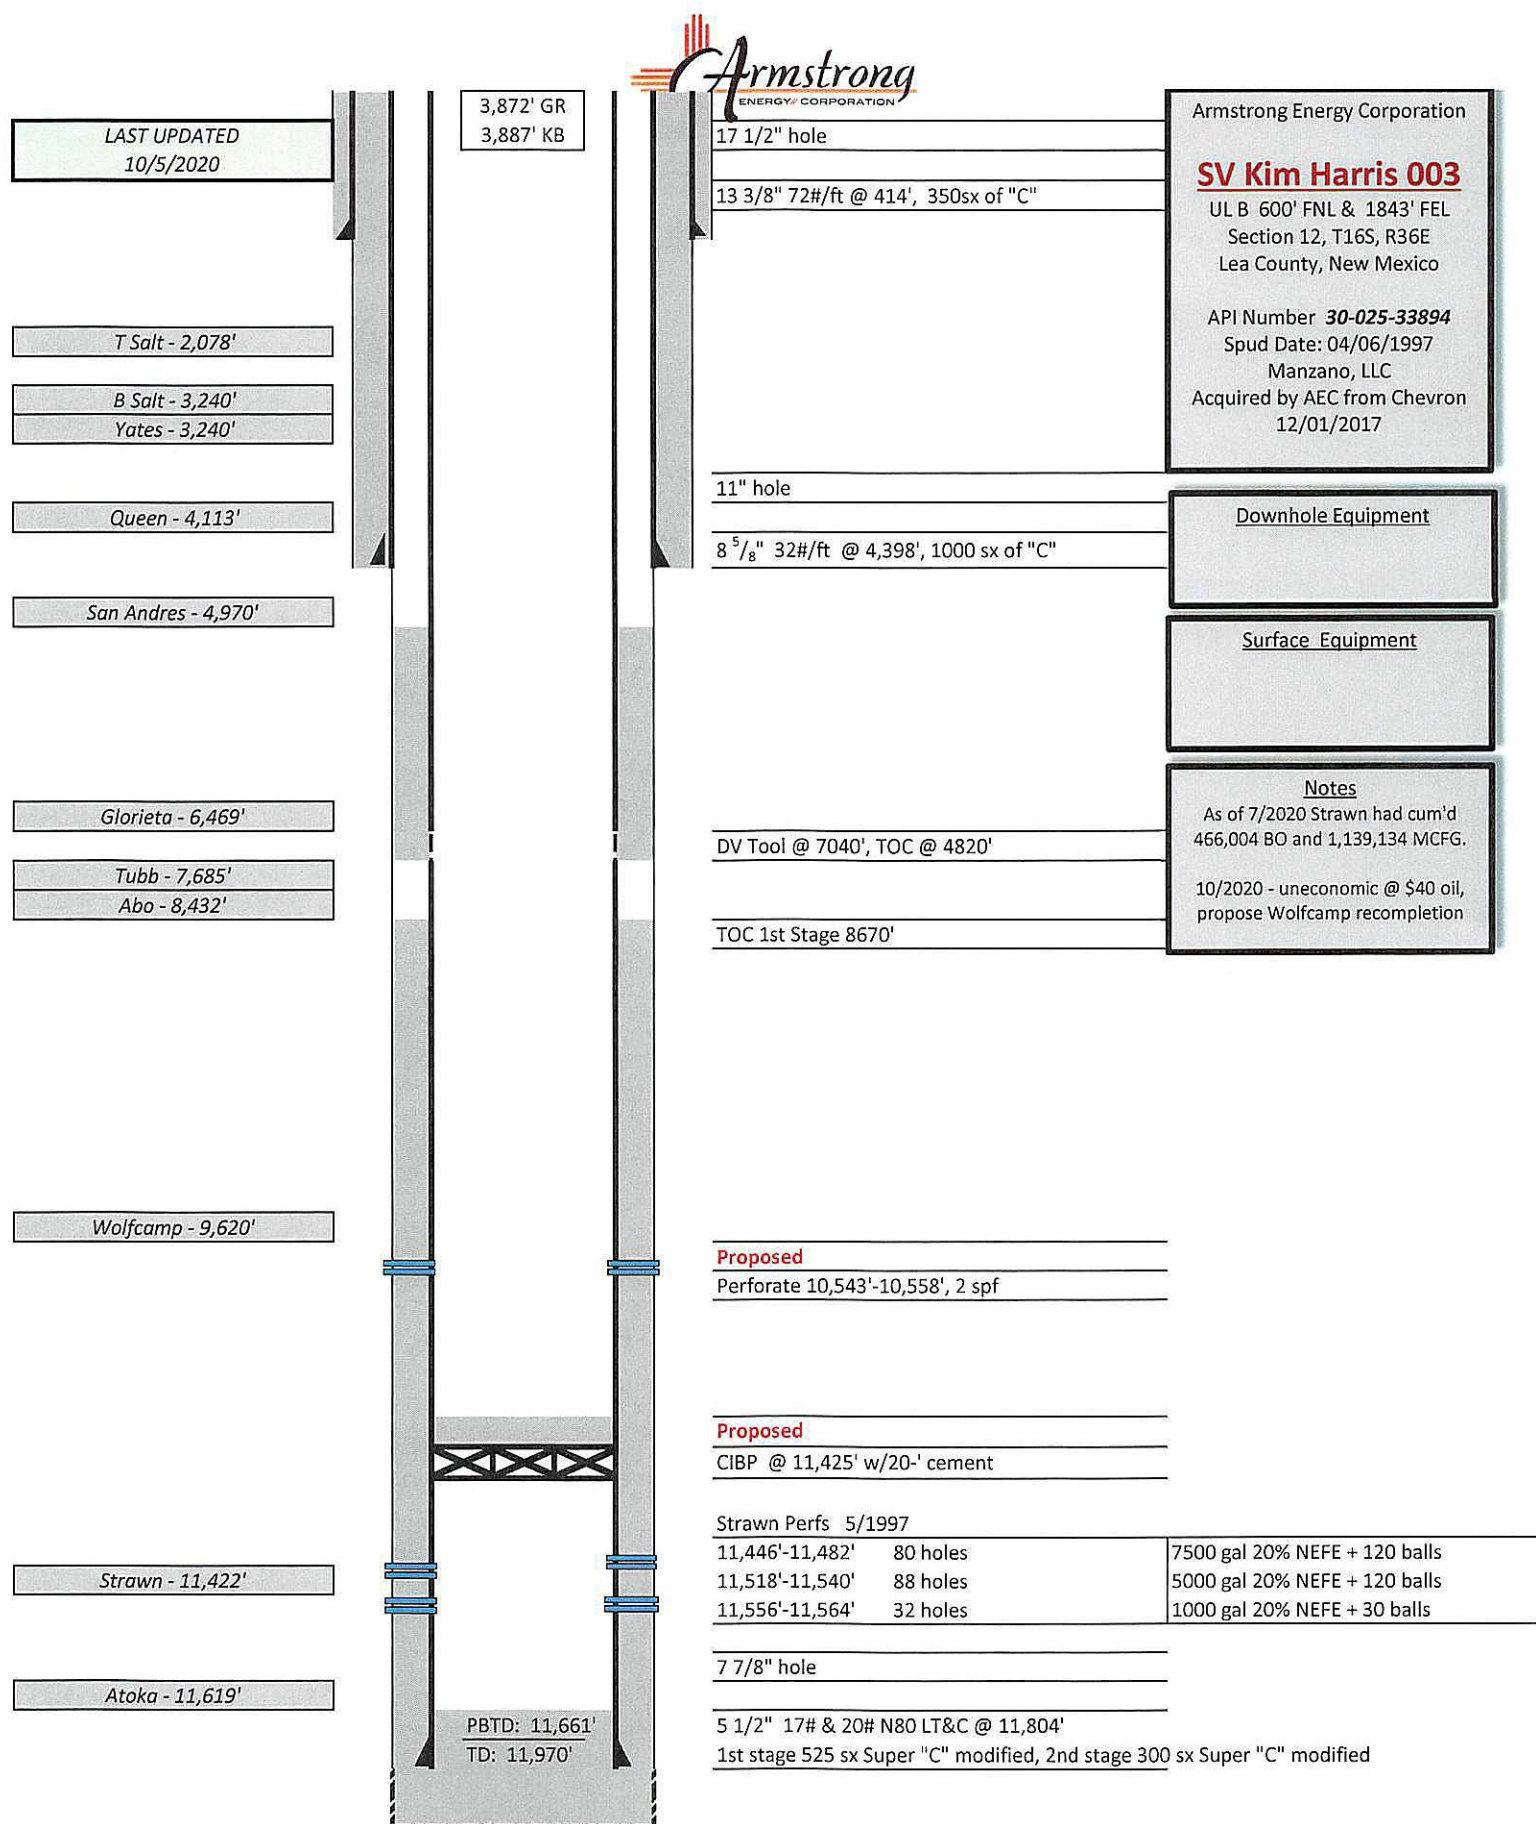 Armstrong
ENERGY CORPORATION
3,872' GR
3,887' KB
LAST UPDATED
10/5/2020
17 1/2" hole
13 3/8" 72#/ft @ 414', 350sx of "C"
Armstrong Energy Corporation
SV Kim Harris 003
UL B 600' FNL & 1843' FEL
Section 12, T16S, R36E
Lea County, New Mexico
API Number 30-025-33894
Spud Date: 04/06/1997
Manzano, LLC
Acquired by AEC from Chevron
12/01/2017
T Salt - 2,078'
B Salt - 3,240'
Yates - 3,240'
Queen - 4,113'
11" hole
8 5/8" 32#/ft @ 4,398', 1000 sx of "C"
Downhole Equipment
San Andres - 4,970'
Surface Equipment
Glorieta - 6,469'
DV Tool @ 7040', TOC @ 4820'
Tubb - 7,685'
Abo - 8,432'
TOC 1st Stage 8670'
Notes
As of 7/2020 Strawn had cum'd
466,004 BO and 1,139,134 MCFG.
10/2020 - uneconomic @ $40 oil,
propose Wolfcamp recompletion
Wolfcamp - 9,620'
Proposed
Perforate 10,543'-10,558', 2 spf
Proposed
CIBP @ 11,425' w/20-' cement
Strawn Perfs 5/1997
11,446'-11,482' 80 holes 7500 gal 20% NEFE + 120 balls
11,518'-11,540' 88 holes 5000 gal 20% NEFE + 120 balls
11,556'-11,564' 32 holes 1000 gal 20% NEFE + 30 balls
Strawn - 11,422'
7 7/8" hole
Atoka - 11,619'
PBTD: 11,661'
TD: 11,970'
5 1/2" 17# & 20# N80 LT&C @ 11,804'
1st stage 525 sx Super "C" modified, 2nd stage 300 sx Super "C" modified